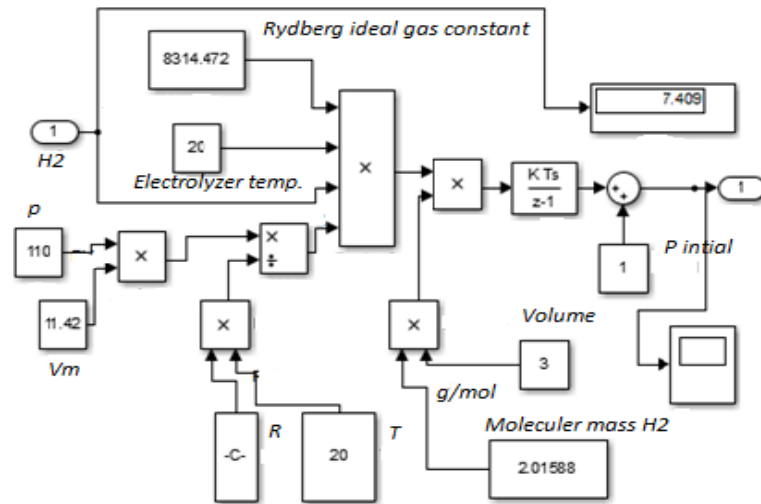 Rydberg ideal gas constant
8314.472
7.409
1
H2
20
Electrolyzer temp.
×
×
K Ts
z-1
+
+
1
p
110
×
×
÷
1
P intial
11.42
Vm
×
×
Volume
3
g/mol
R
T
Moleculer mass H2
-C-
20
2.01588